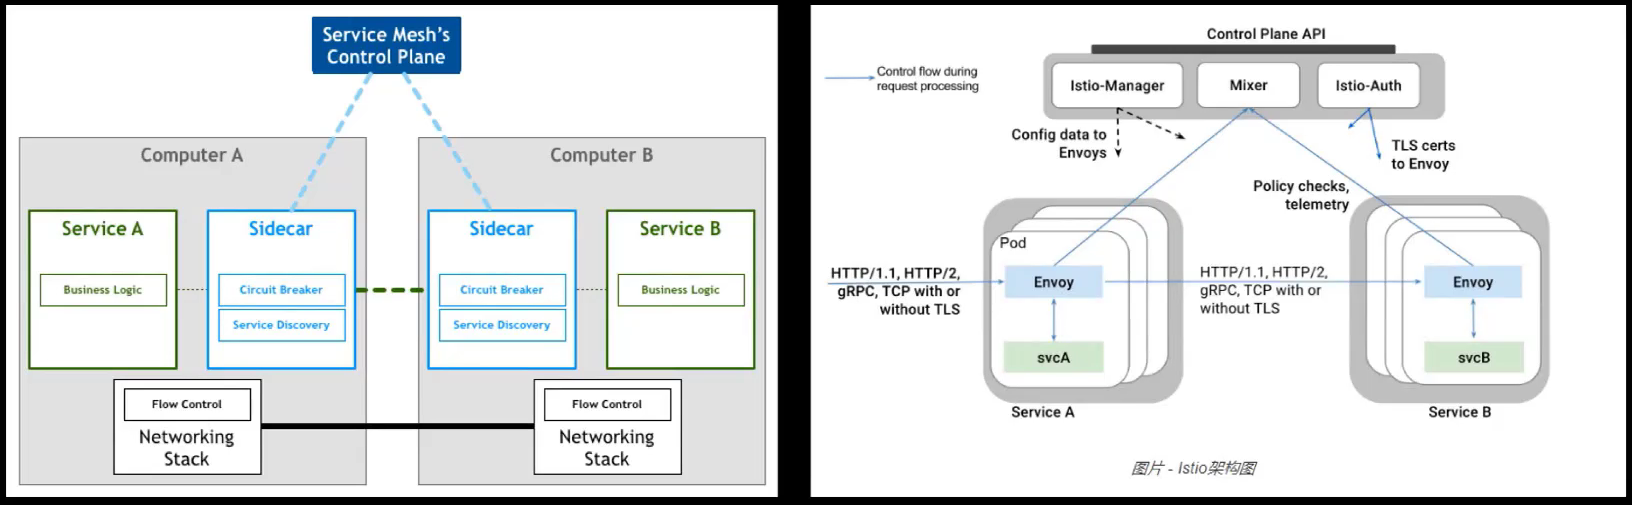 Service Mesh's
Control Plane
Computer A
Computer B
Service A
Sidecar
Sidecar
Service B
Business Logic
Circuit Breaker
Circuit Breaker
Business Logic
Service Discovery
Service Discovery
Flow Control
Flow Control
Networking
Stack
Networking
Stack
Control Plane API
Control flow during
request processing
Istio-Manager
Mixer
Istio-Auth
Config data to
Envoys
TLS certs
to Envoy
Policy checks,
telemetry
Pod
HTTP/1.1, HTTP/2,
gRPC, TCP with or
without TLS
Envoy
HTTP/1.1, HTTP/2,
gRPC, TCP with or
without TLS
Envoy
svcA
svcB
Service A
Service B
图片 - Istio架构图